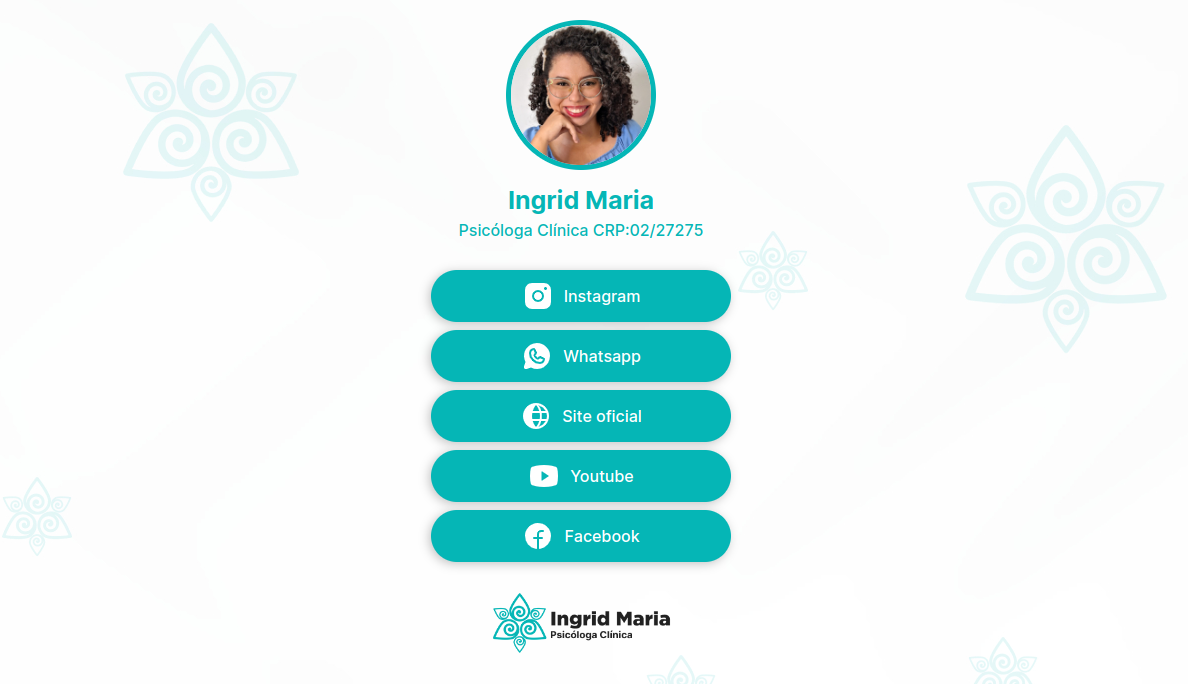 Ingrid Maria
Psicóloga Clínica CRP:02/27275
Instagram
Whatsapp
Site oficial
Youtube
Facebook
Ingrid Maria
Psicóloga Clínica